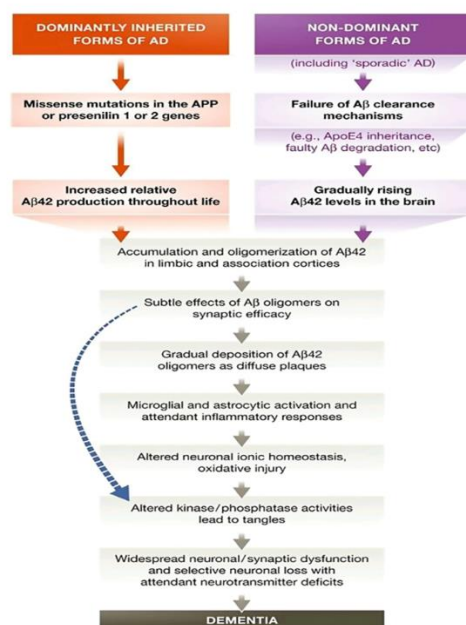 DOMINANTLY INHERITED
FORMS OF AD
Missense mutations in the APP
or presenilin 1 or 2 genes
Increased relative
Aβ42 production throughout life
NON-DOMINANT
FORMS OF AD
(including ‘sporadic’ AD)
Failure of Aβ clearance
mechanisms
(e.g., ApoE4 inheritance,
faulty Aβ degradation, etc)
Gradually rising
Aβ42 levels in the brain
Accumulation and oligomerization of Aβ42
in limbic and association cortices
Subtle effects of Aβ oligomers on
synaptic efficacy
Gradual deposition of Aβ42
oligomers as diffuse plaques
Microglial and astrocytic activation and
attendant inflammatory responses
Altered neuronal ionic homeostasis,
oxidative injury
Altered kinase/phosphatase activities
lead to tangles
Widespread neuronal/synaptic dysfunction
and selective neuronal loss with
attendant neurotransmitter deficits
DEMENTIA